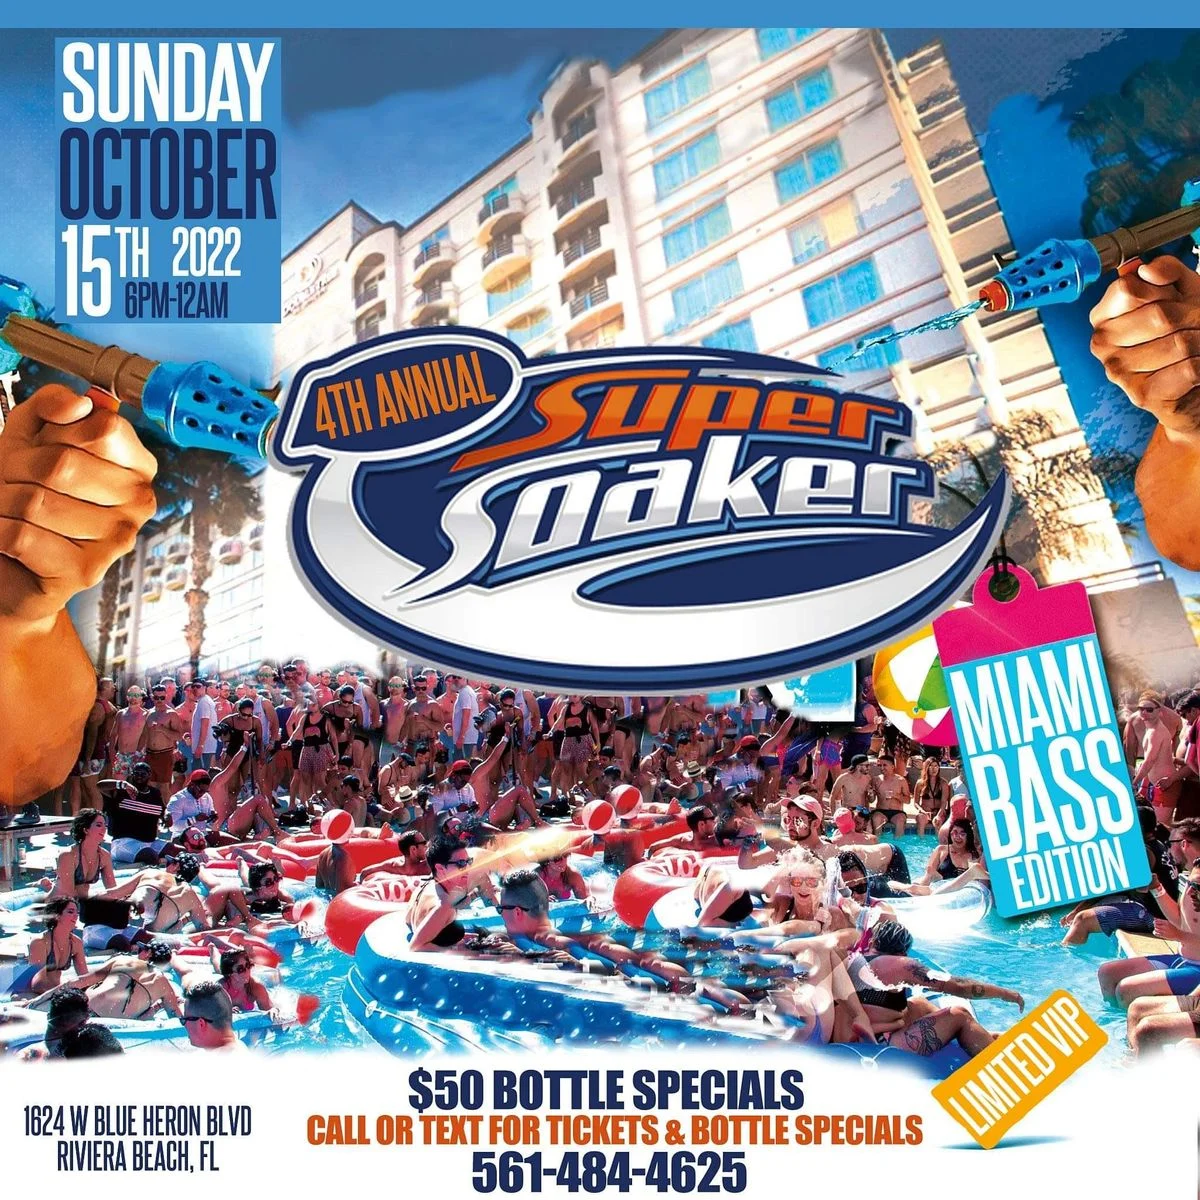 SUNDAY
OCTOBER
15TH 2022
6PM-12AM
4TH ANNUAL
Super
Soaker
MIAMI
BASS
EDITION
LIMITED VIP
$50 BOTTLE SPECIALS
CALL OR TEXT FOR TICKETS & BOTTLE SPECIALS
561-484-4625
1624 W BLUE HERON BLVD
RIVIERA BEACH, FL